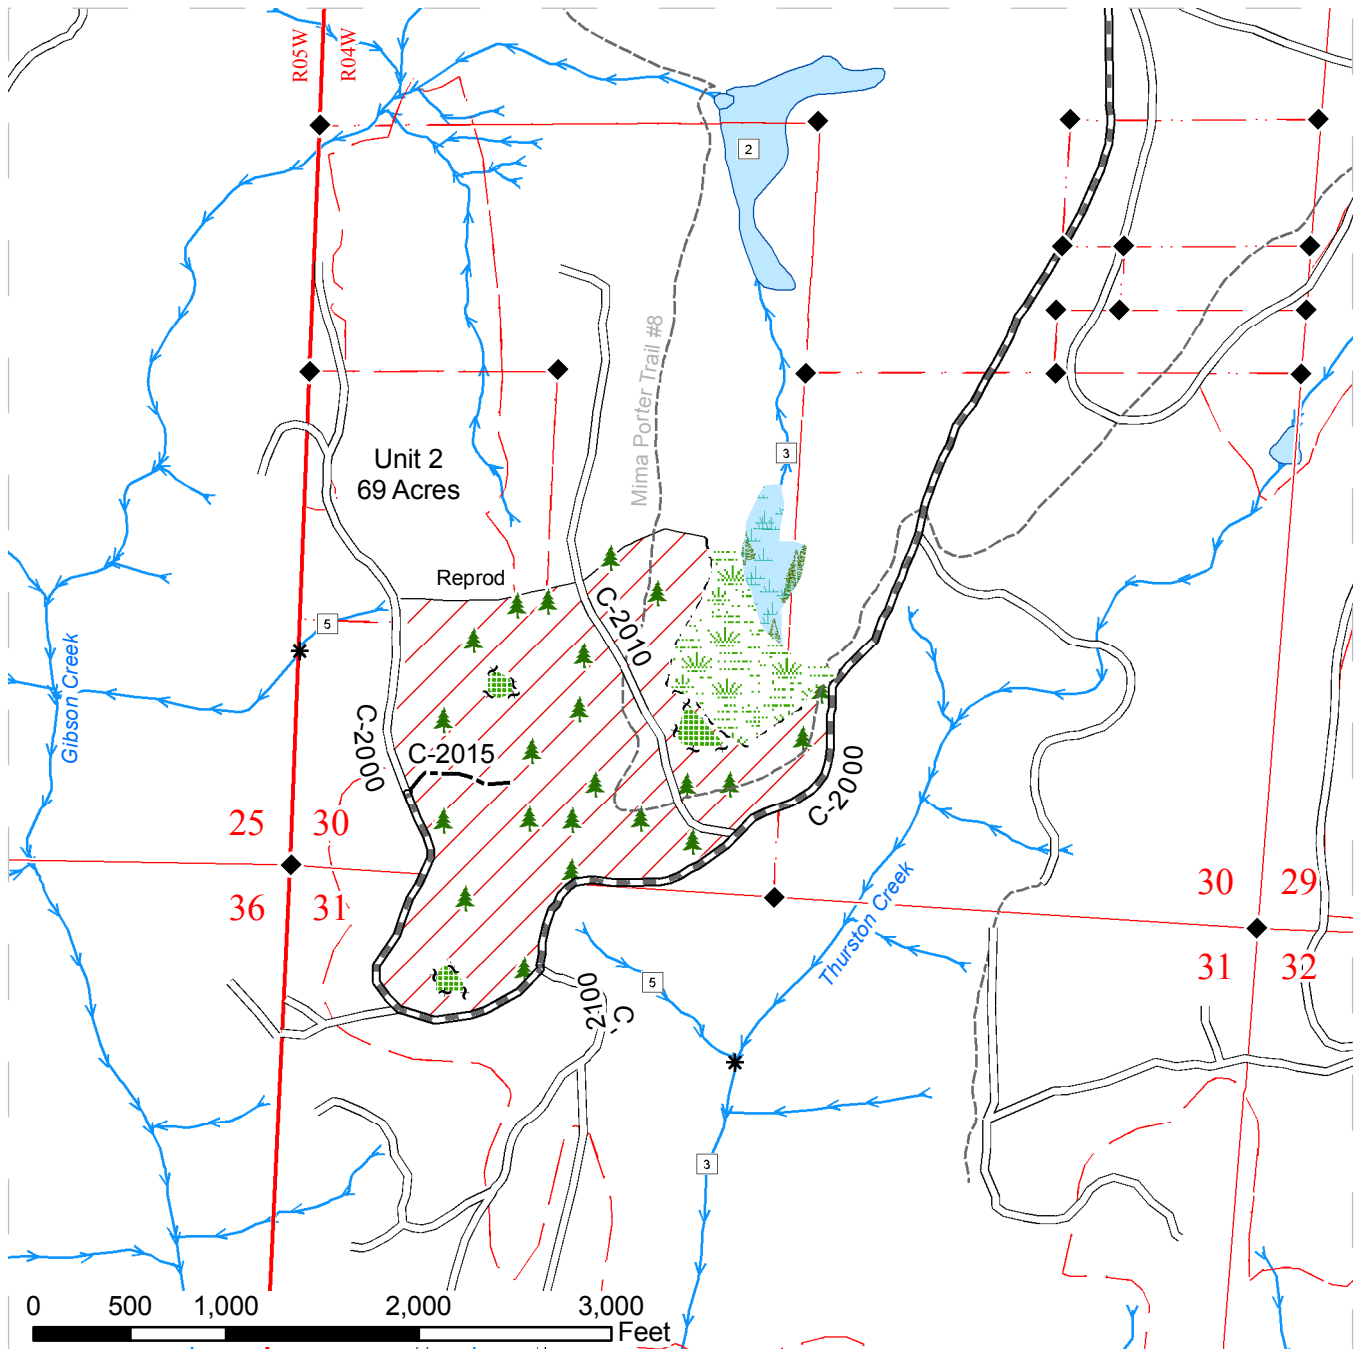 R05W
R04W
2
Mima Porter Trail #8
3
Unit 2
69 Acres
Reprod
5
C-2010
Gibson Creek
C-2000
C-2015
C-2000
25
30
36
31
30
29
31
32
Thurston Creek
5
C-
2100
3
0
500
1,000
2,000
3,000
Feet